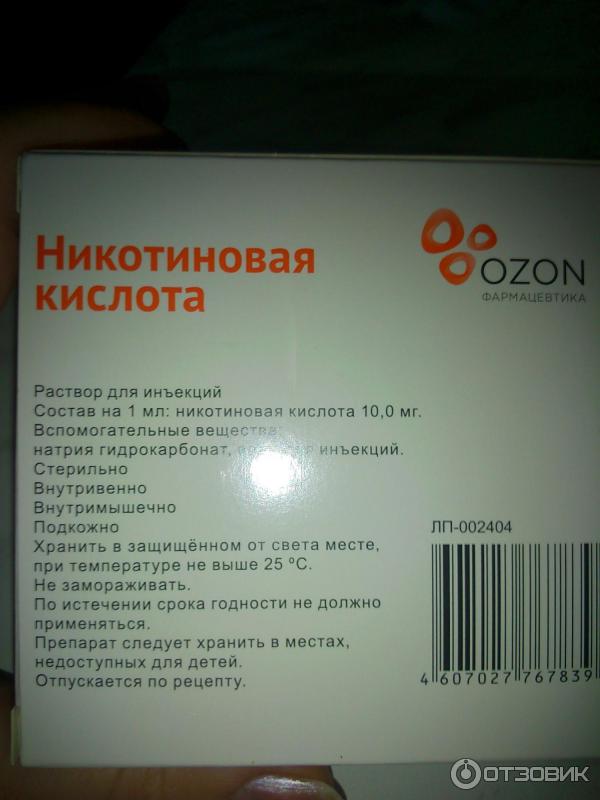 Никотиновая
кислота
OZON
ФАРМАЦЕВТИКА
Раствор для инъекций
Состав на 1 мл: никотиновая кислота 10,0 мг.
Вспомогательные вещества:
натрия гидрокарбонат, инъекций.
Стерильно
Внутривенно
Внутримышечно
Подкожно
Хранить в защищённом от света месте,
при температуре не выше 25 °С.
Не замораживать.
По истечении срока годности не должно
применяться.
Препарат следует хранить в местах,
недоступных для детей.
Отпускается по рецепту.
ЛП-002404
4 607027 767839
ОТЗОВИК